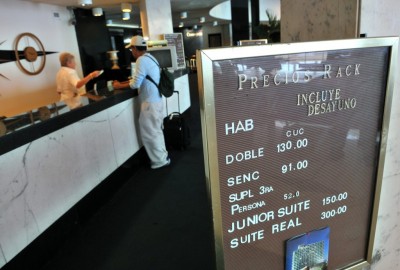 PRECIOS RACK
INCLUYE
DESAYUNO
HAB
CUC
DOBLE 130.00
SENC 91.00
SUPL 3RA
PERSONA 52.0
JUNIOR SUITE 150.00
SUITE REAL 300.00